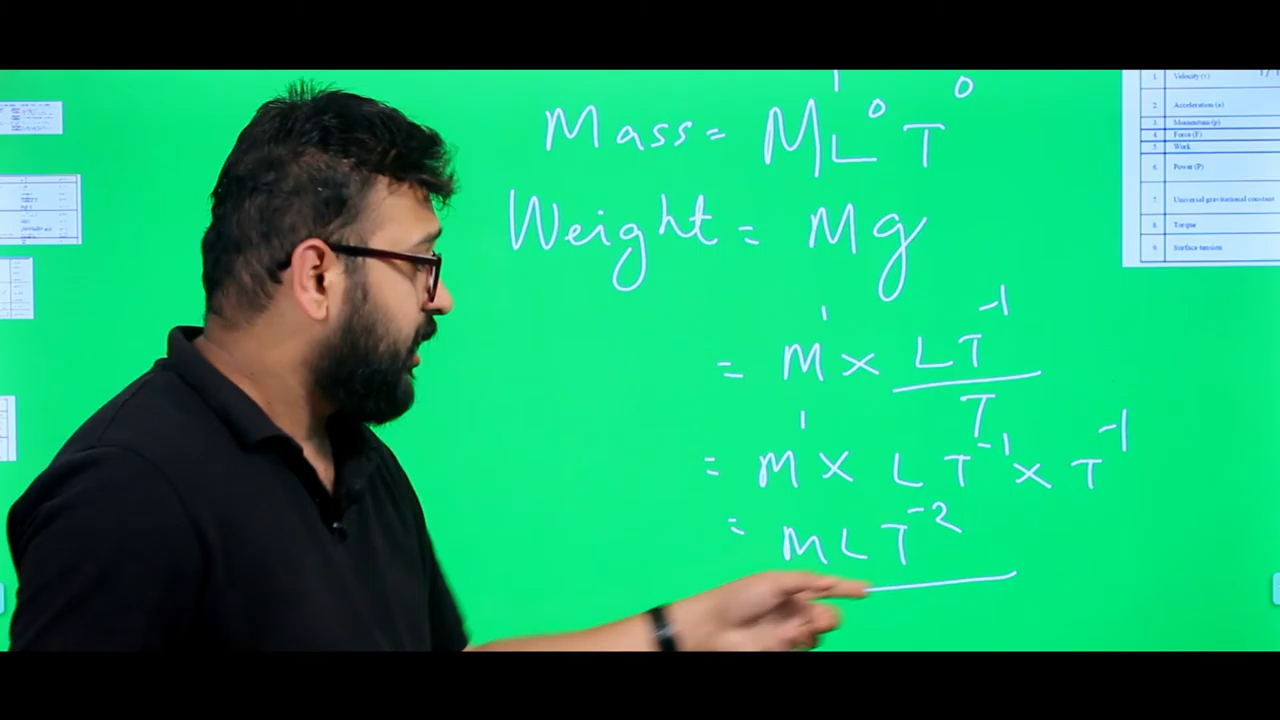 Mass = M¹L⁰T⁰
Weight = Mg
= M¹ × LT⁻¹ / T
= M¹ × LT⁻¹ × T⁻¹
= MLT⁻²
1. Velocity (v)
2. Acceleration (a)
3. Momentum (p)
4. Force (F)
5. Work
6. Power (P)
7. Universal gravitational constant
8. Torque
9. Surface tension